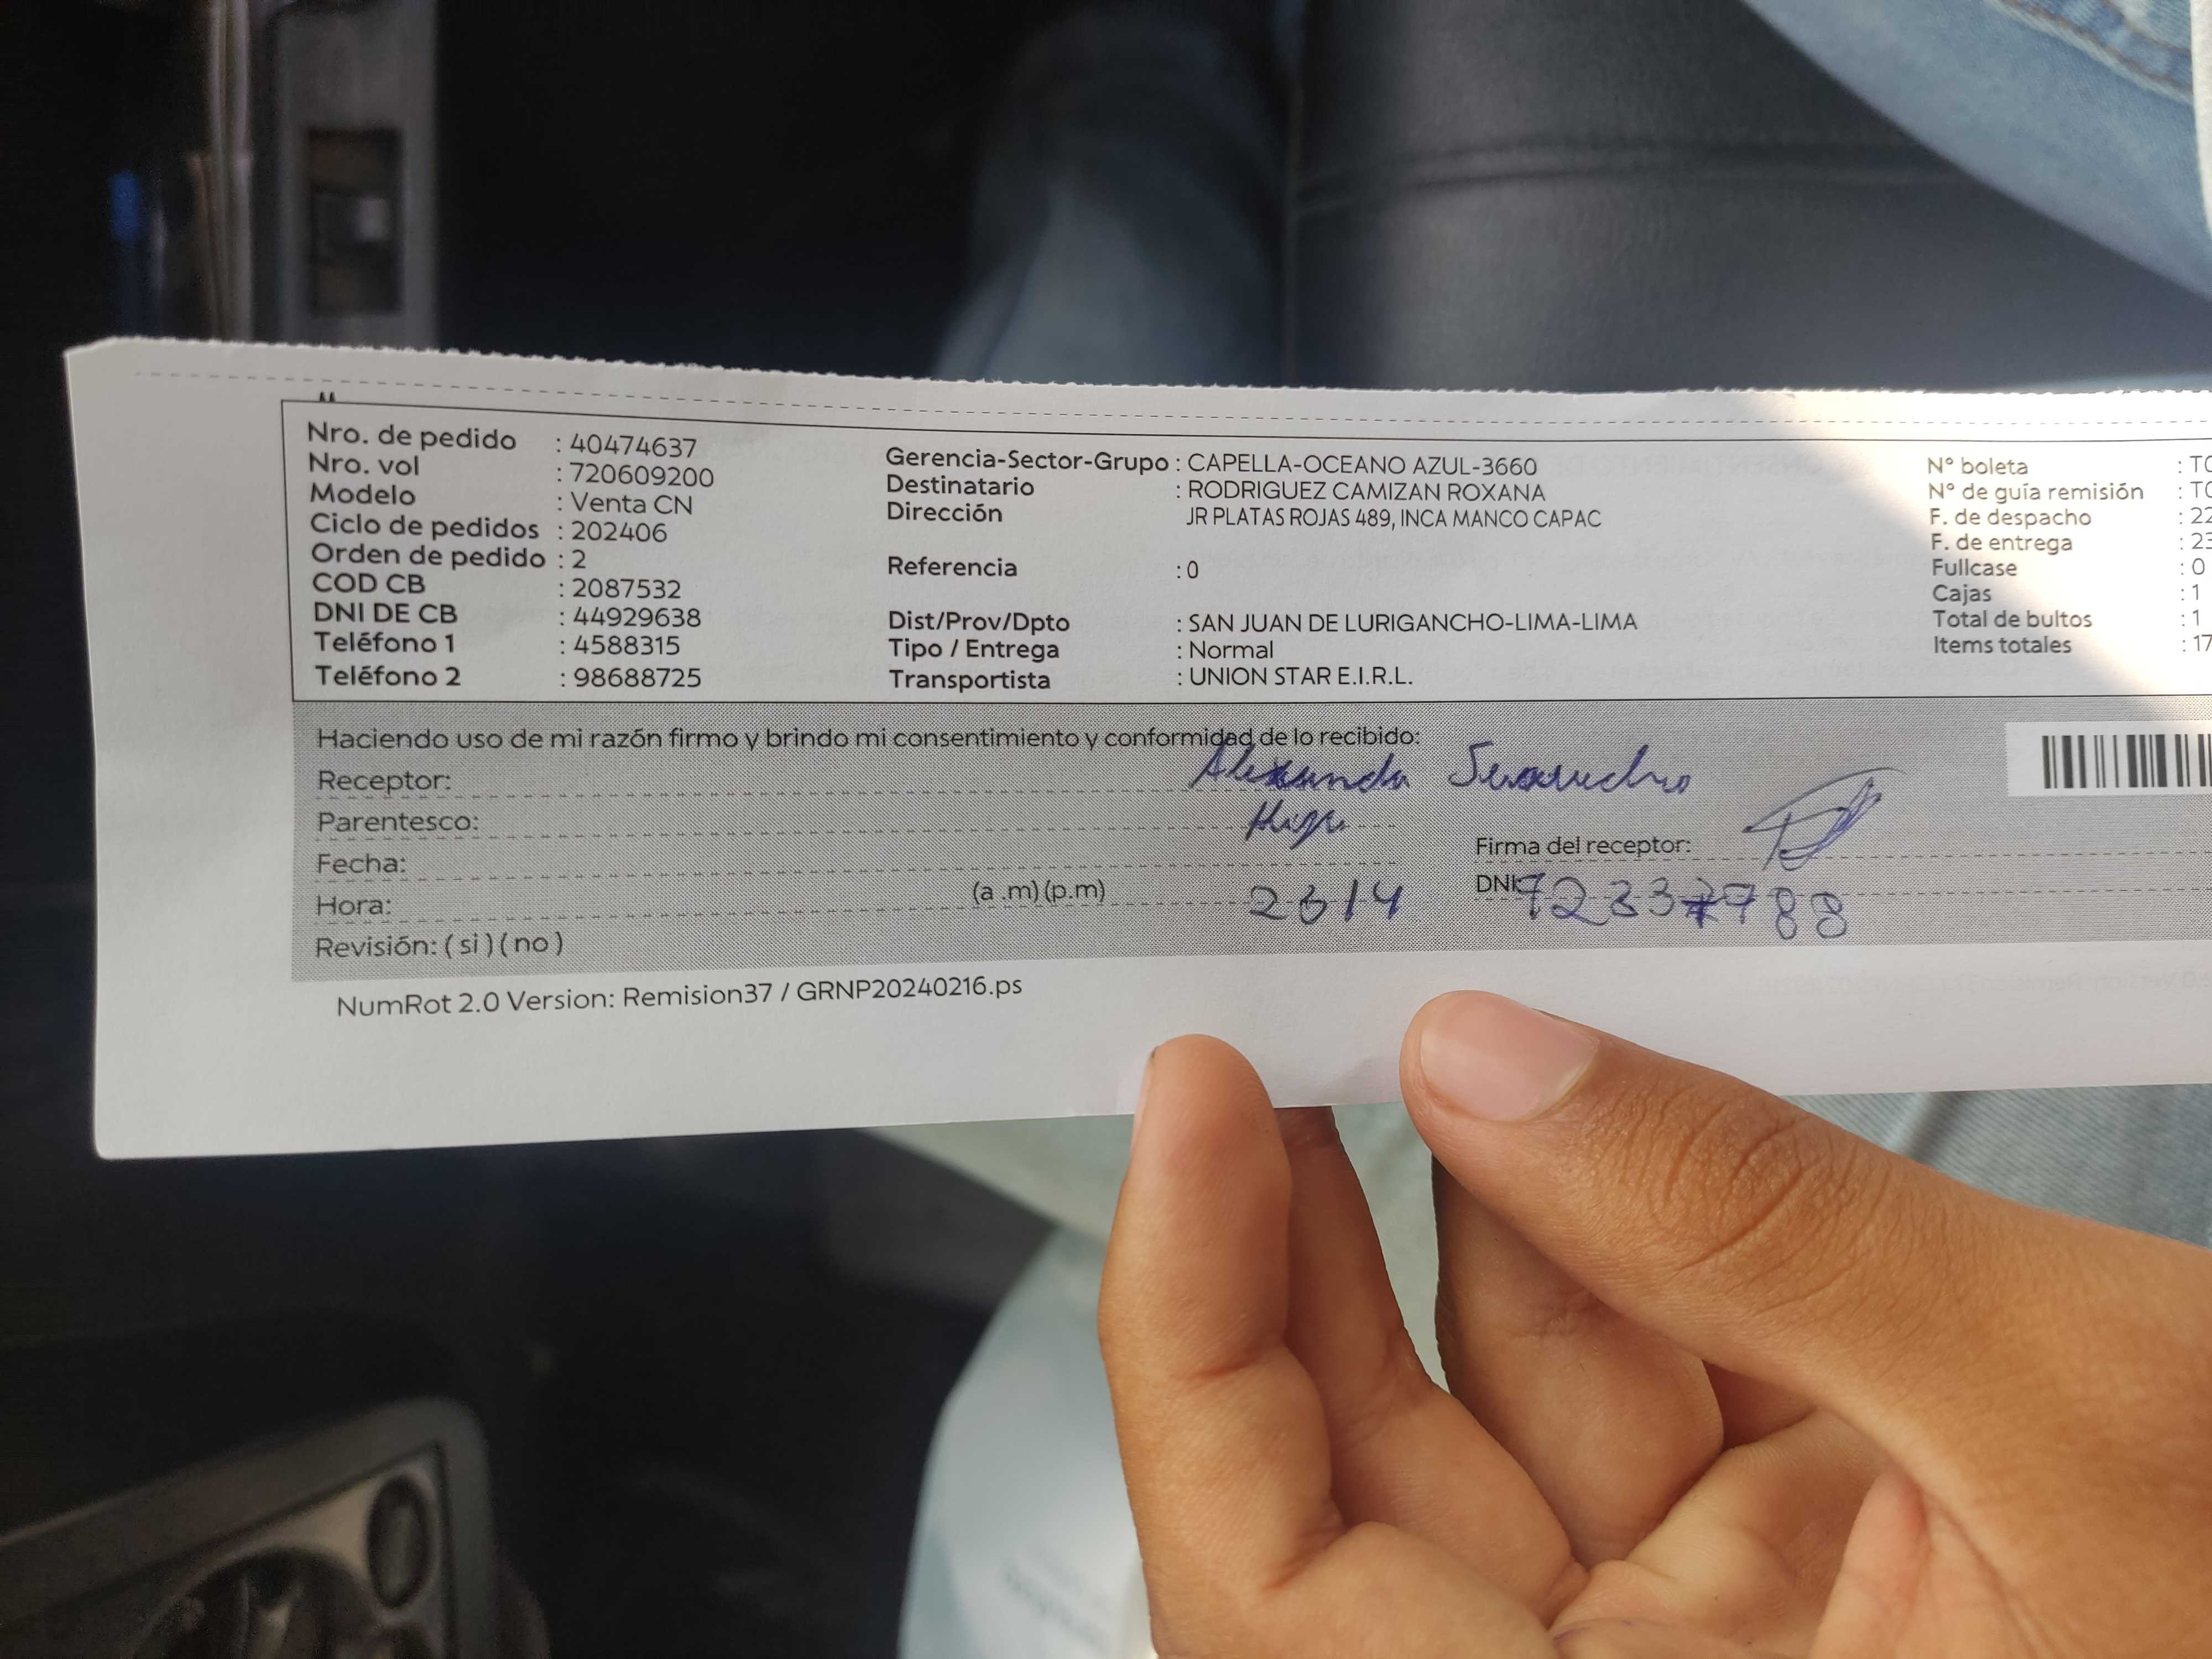 Nro. de pedido : 40474637
Nro. vol : 720609200
Modelo : Venta CN
Ciclo de pedidos : 202406
Orden de pedido : 2
COD CB : 2087532
DNI DE CB : 44929638
Teléfono 1 : 4588315
Teléfono 2 : 98688725
Gerencia-Sector-Grupo : CAPELLA-OCEANO AZUL-3660
Destinatario : RODRIGUEZ CAMIZAN ROXANA
Dirección JR PLATAS ROJAS 489, INCA MANCO CAPAC
Referencia : 0
Dist/Prov/Dpto : SAN JUAN DE LURIGANCHO-LIMA-LIMA
Tipo / Entrega : Normal
Transportista : UNION STAR E.I.R.L.
N° boleta : T0
N° de guía remisión : T0
F. de despacho : 22
F. de entrega : 23
Fullcase : 0
Cajas : 1
Total de bultos : 1
Items totales : 17
Haciendo uso de mi razón firmo y brindo mi consentimiento y conformidad de lo recibido:
Receptor:
Parentesco:
Fecha:
Hora: (a .m) (p.m)
Revisión: ( si ) ( no )
Firma del receptor:
DNI:
NumRot 2.0 Version: Remision37 / GRNP20240216.ps